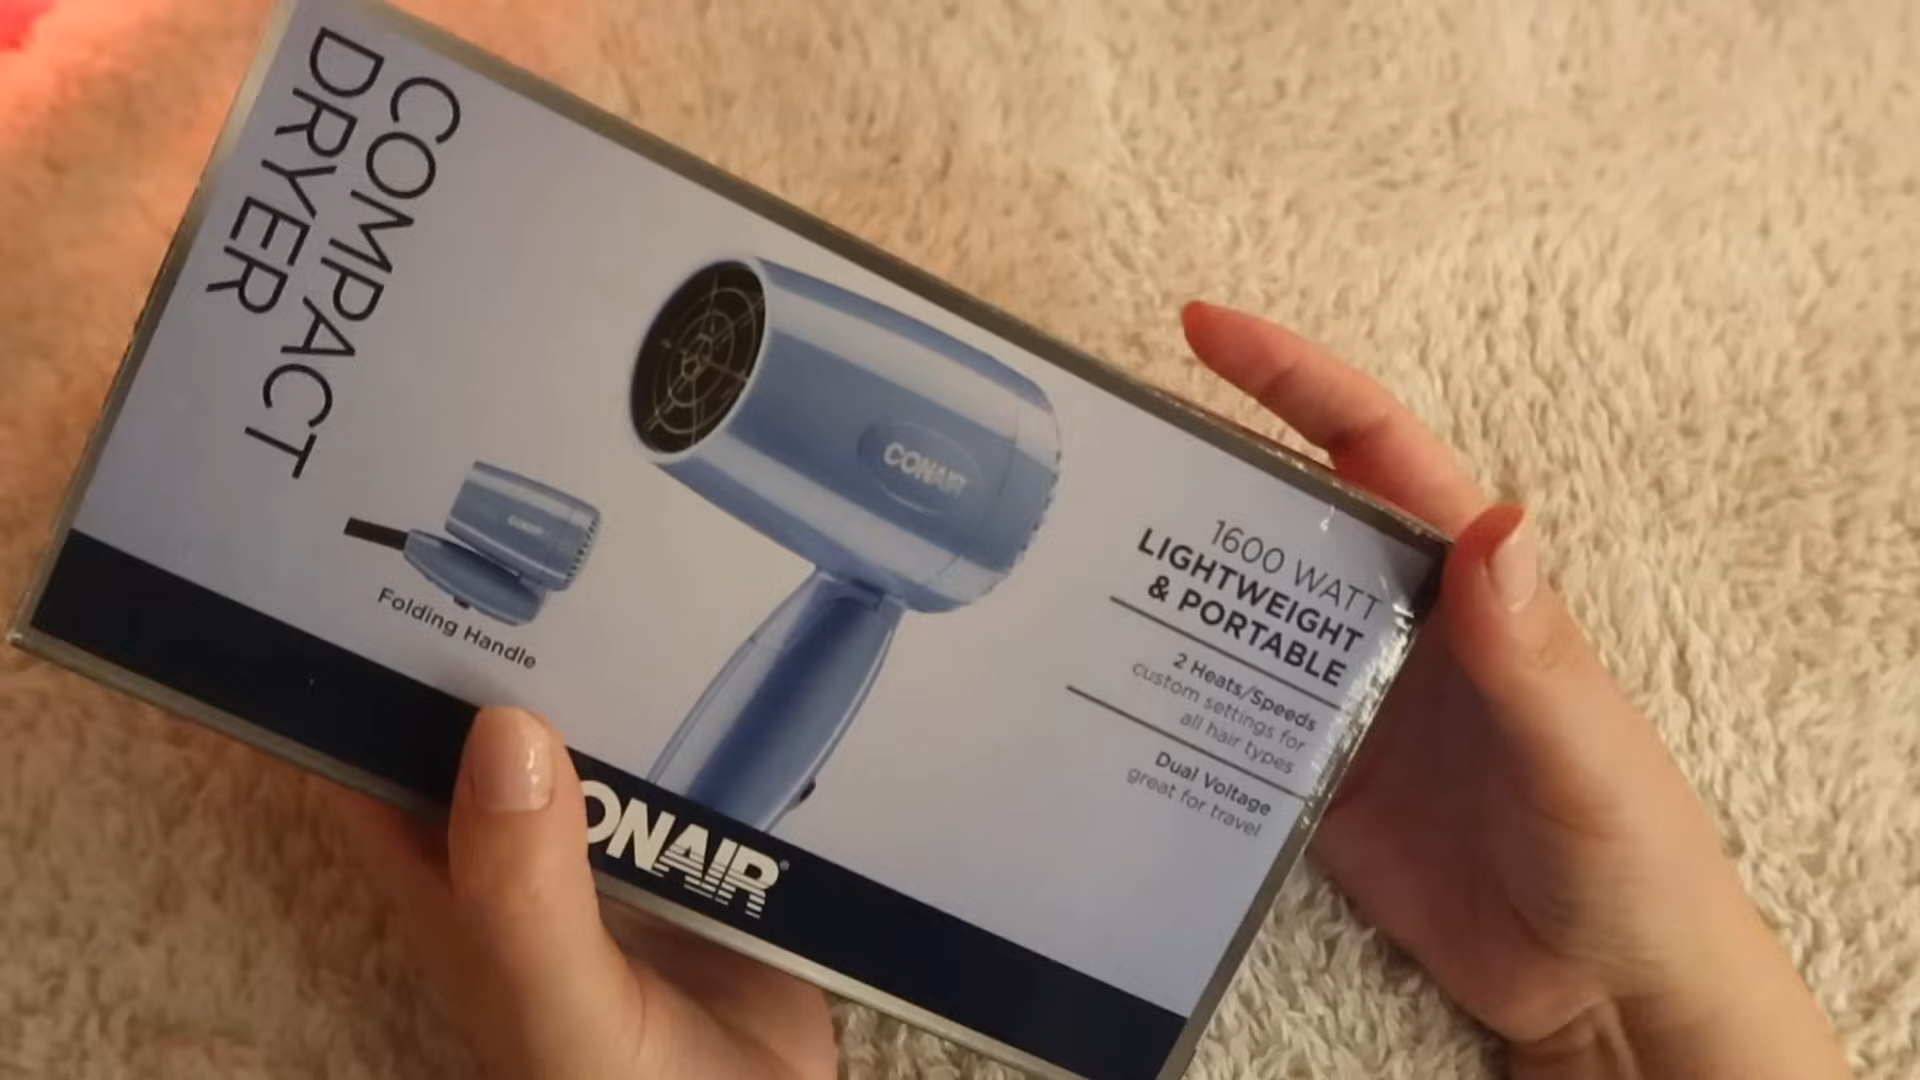 COMPACT
DRYER
CONAIR
CONAIR
Folding Handle
1600 WATT
LIGHTWEIGHT
& PORTABLE
2 Heats/Speeds
custom settings for
all hair types
Dual Voltage
great for travel
ONAIR®